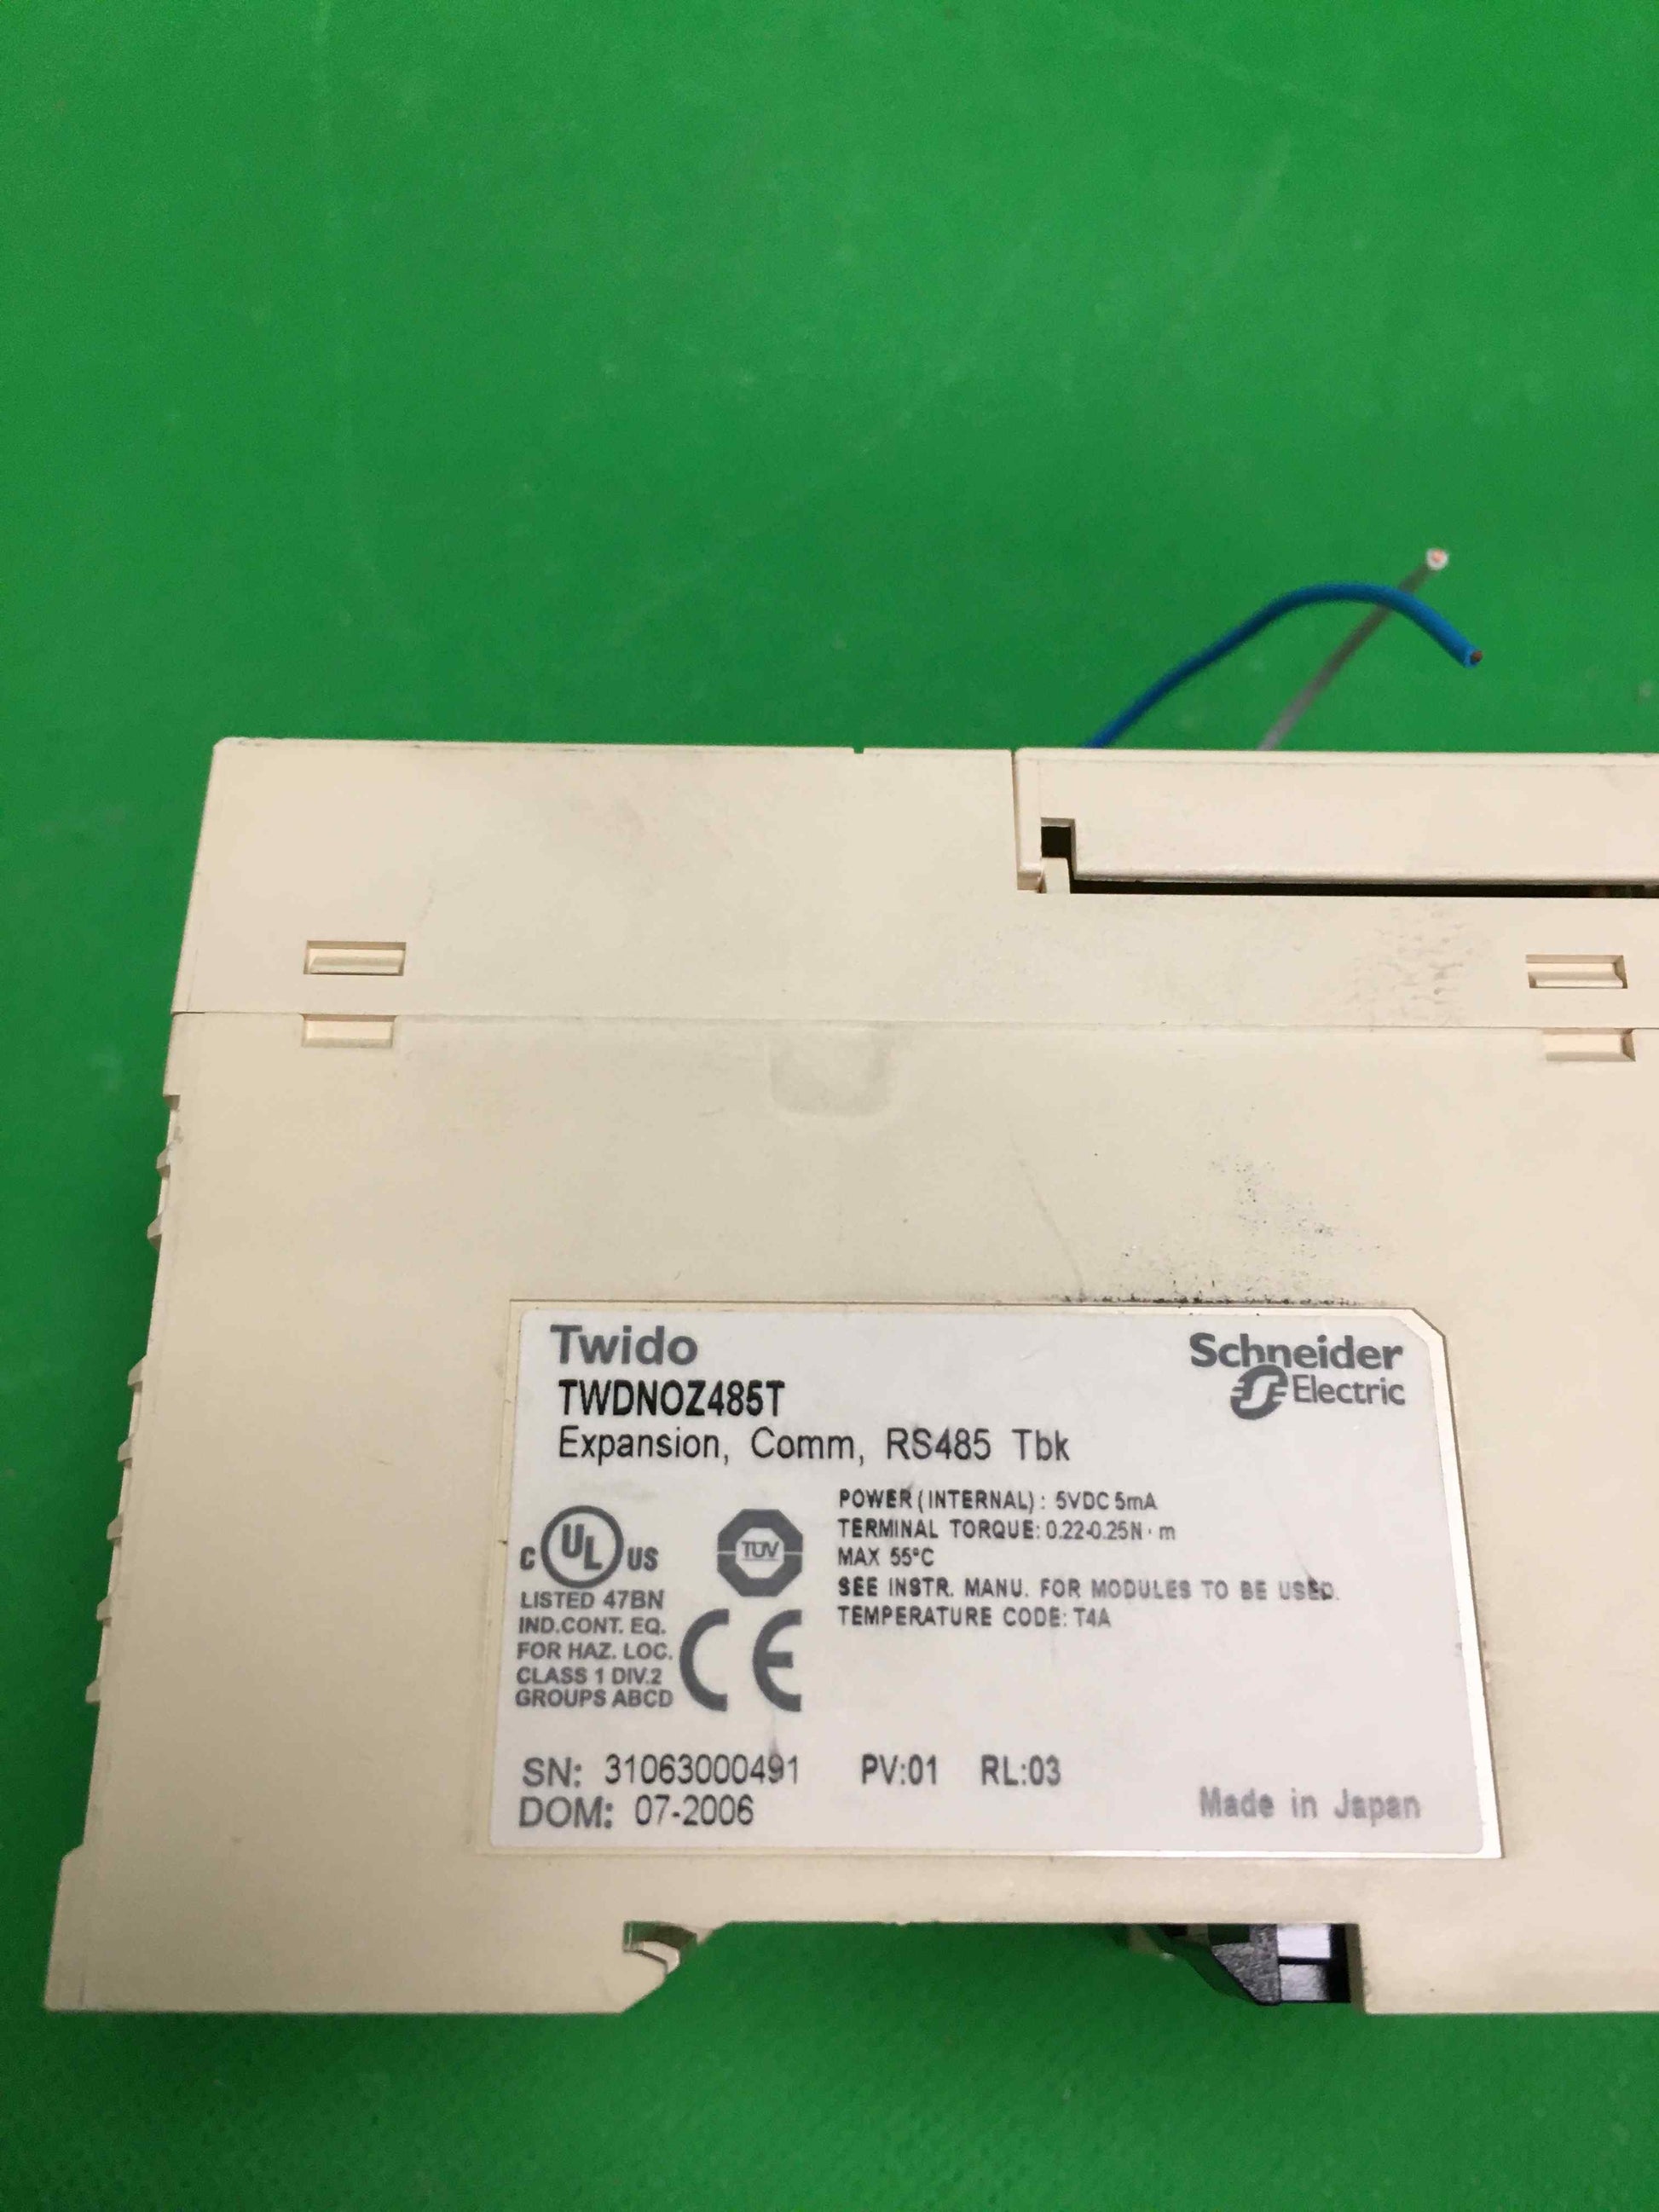 Twido
TWDNOZ485T
Expansion, Comm, RS485 Tbk
Schneider
Electric
POWER (INTERNAL) : 5VDC 5mA
TERMINAL TORQUE: 0.22-0.25N · m
MAX 55°C
SEE INSTR. MANU. FOR MODULES TO BE USED.
TEMPERATURE CODE: T4A
C UL US
LISTED 47BN
IND.CONT. EQ.
FOR HAZ. LOC.
CLASS 1 DIV.2
GROUPS ABCD
TUV
CE
SN: 31063000491 PV:01 RL:03
DOM: 07-2006
Made in Japan